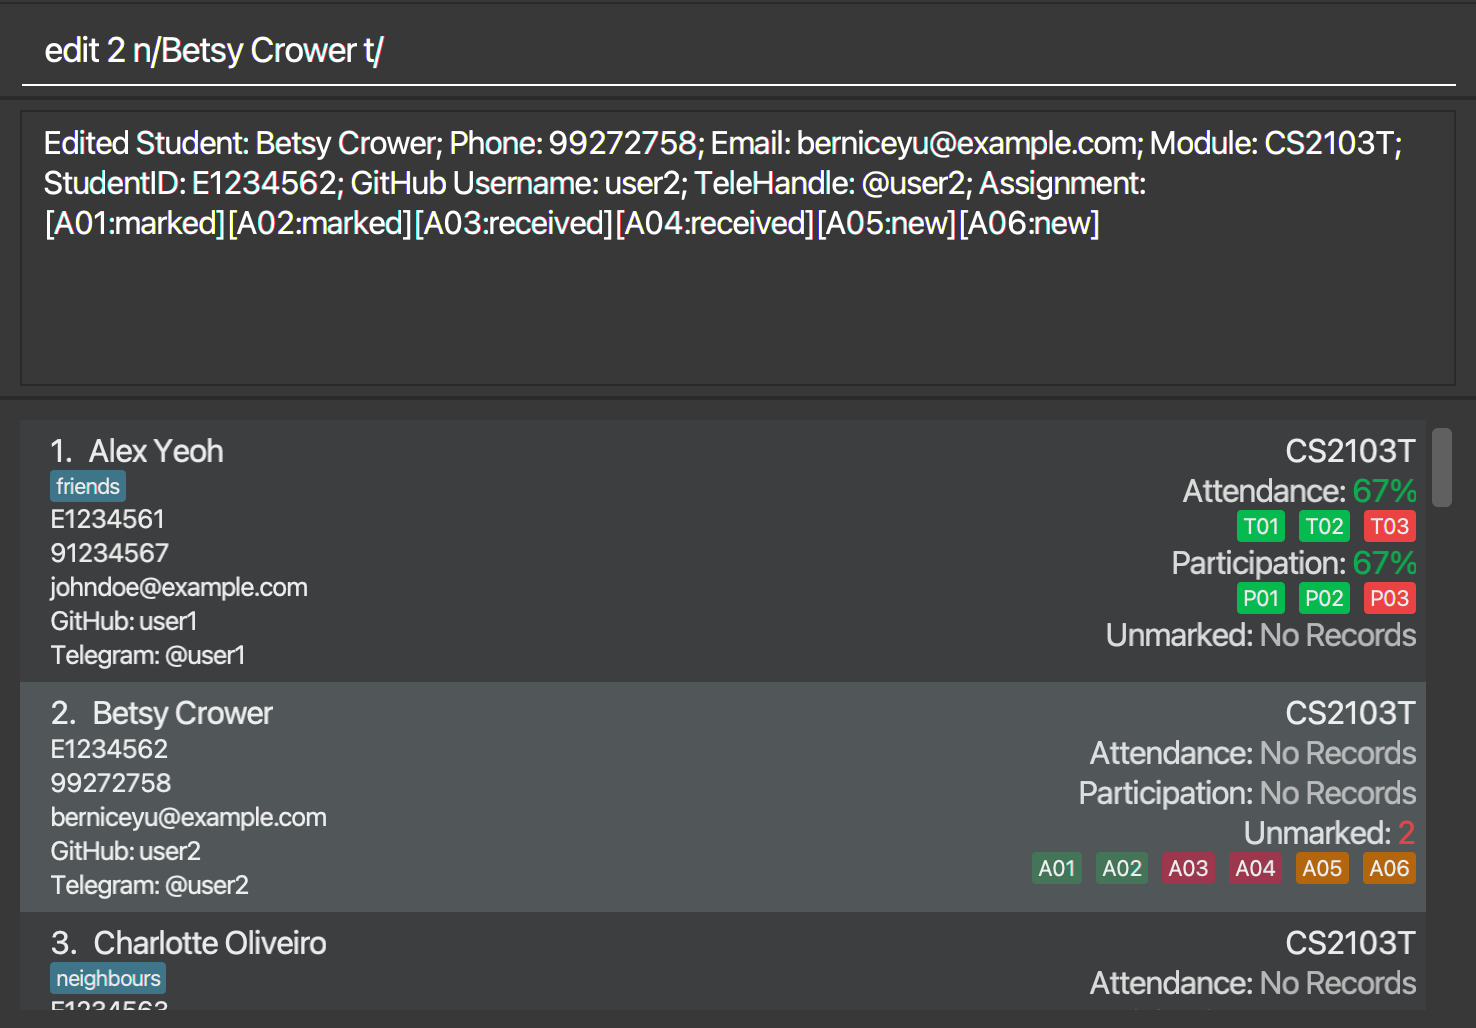 edit 2 n/Betsy Crower t/
Edited Student: Betsy Crower; Phone: 99272758; Email: berniceyu@example.com; Module: CS2103T;
StudentID: E1234562; GitHub Username: user2; TeleHandle: @user2; Assignment:
[A01:marked][A02:marked][A03:received][A04:received][A05:new][A06:new]
1. Alex Yeoh
friends
E1234561
91234567
johndoe@example.com
GitHub: user1
Telegram: @user1
CS2103T
Attendance: 67%
T01 T02 T03
Participation: 67%
P01 P02 P03
Unmarked: No Records
2. Betsy Crower
E1234562
99272758
berniceyu@example.com
GitHub: user2
Telegram: @user2
CS2103T
Attendance: No Records
Participation: No Records
Unmarked: 2
A01 A02 A03 A04 A05 A06
3. Charlotte Oliveiro
neighbours
E1234563
CS2103T
Attendance: No Records